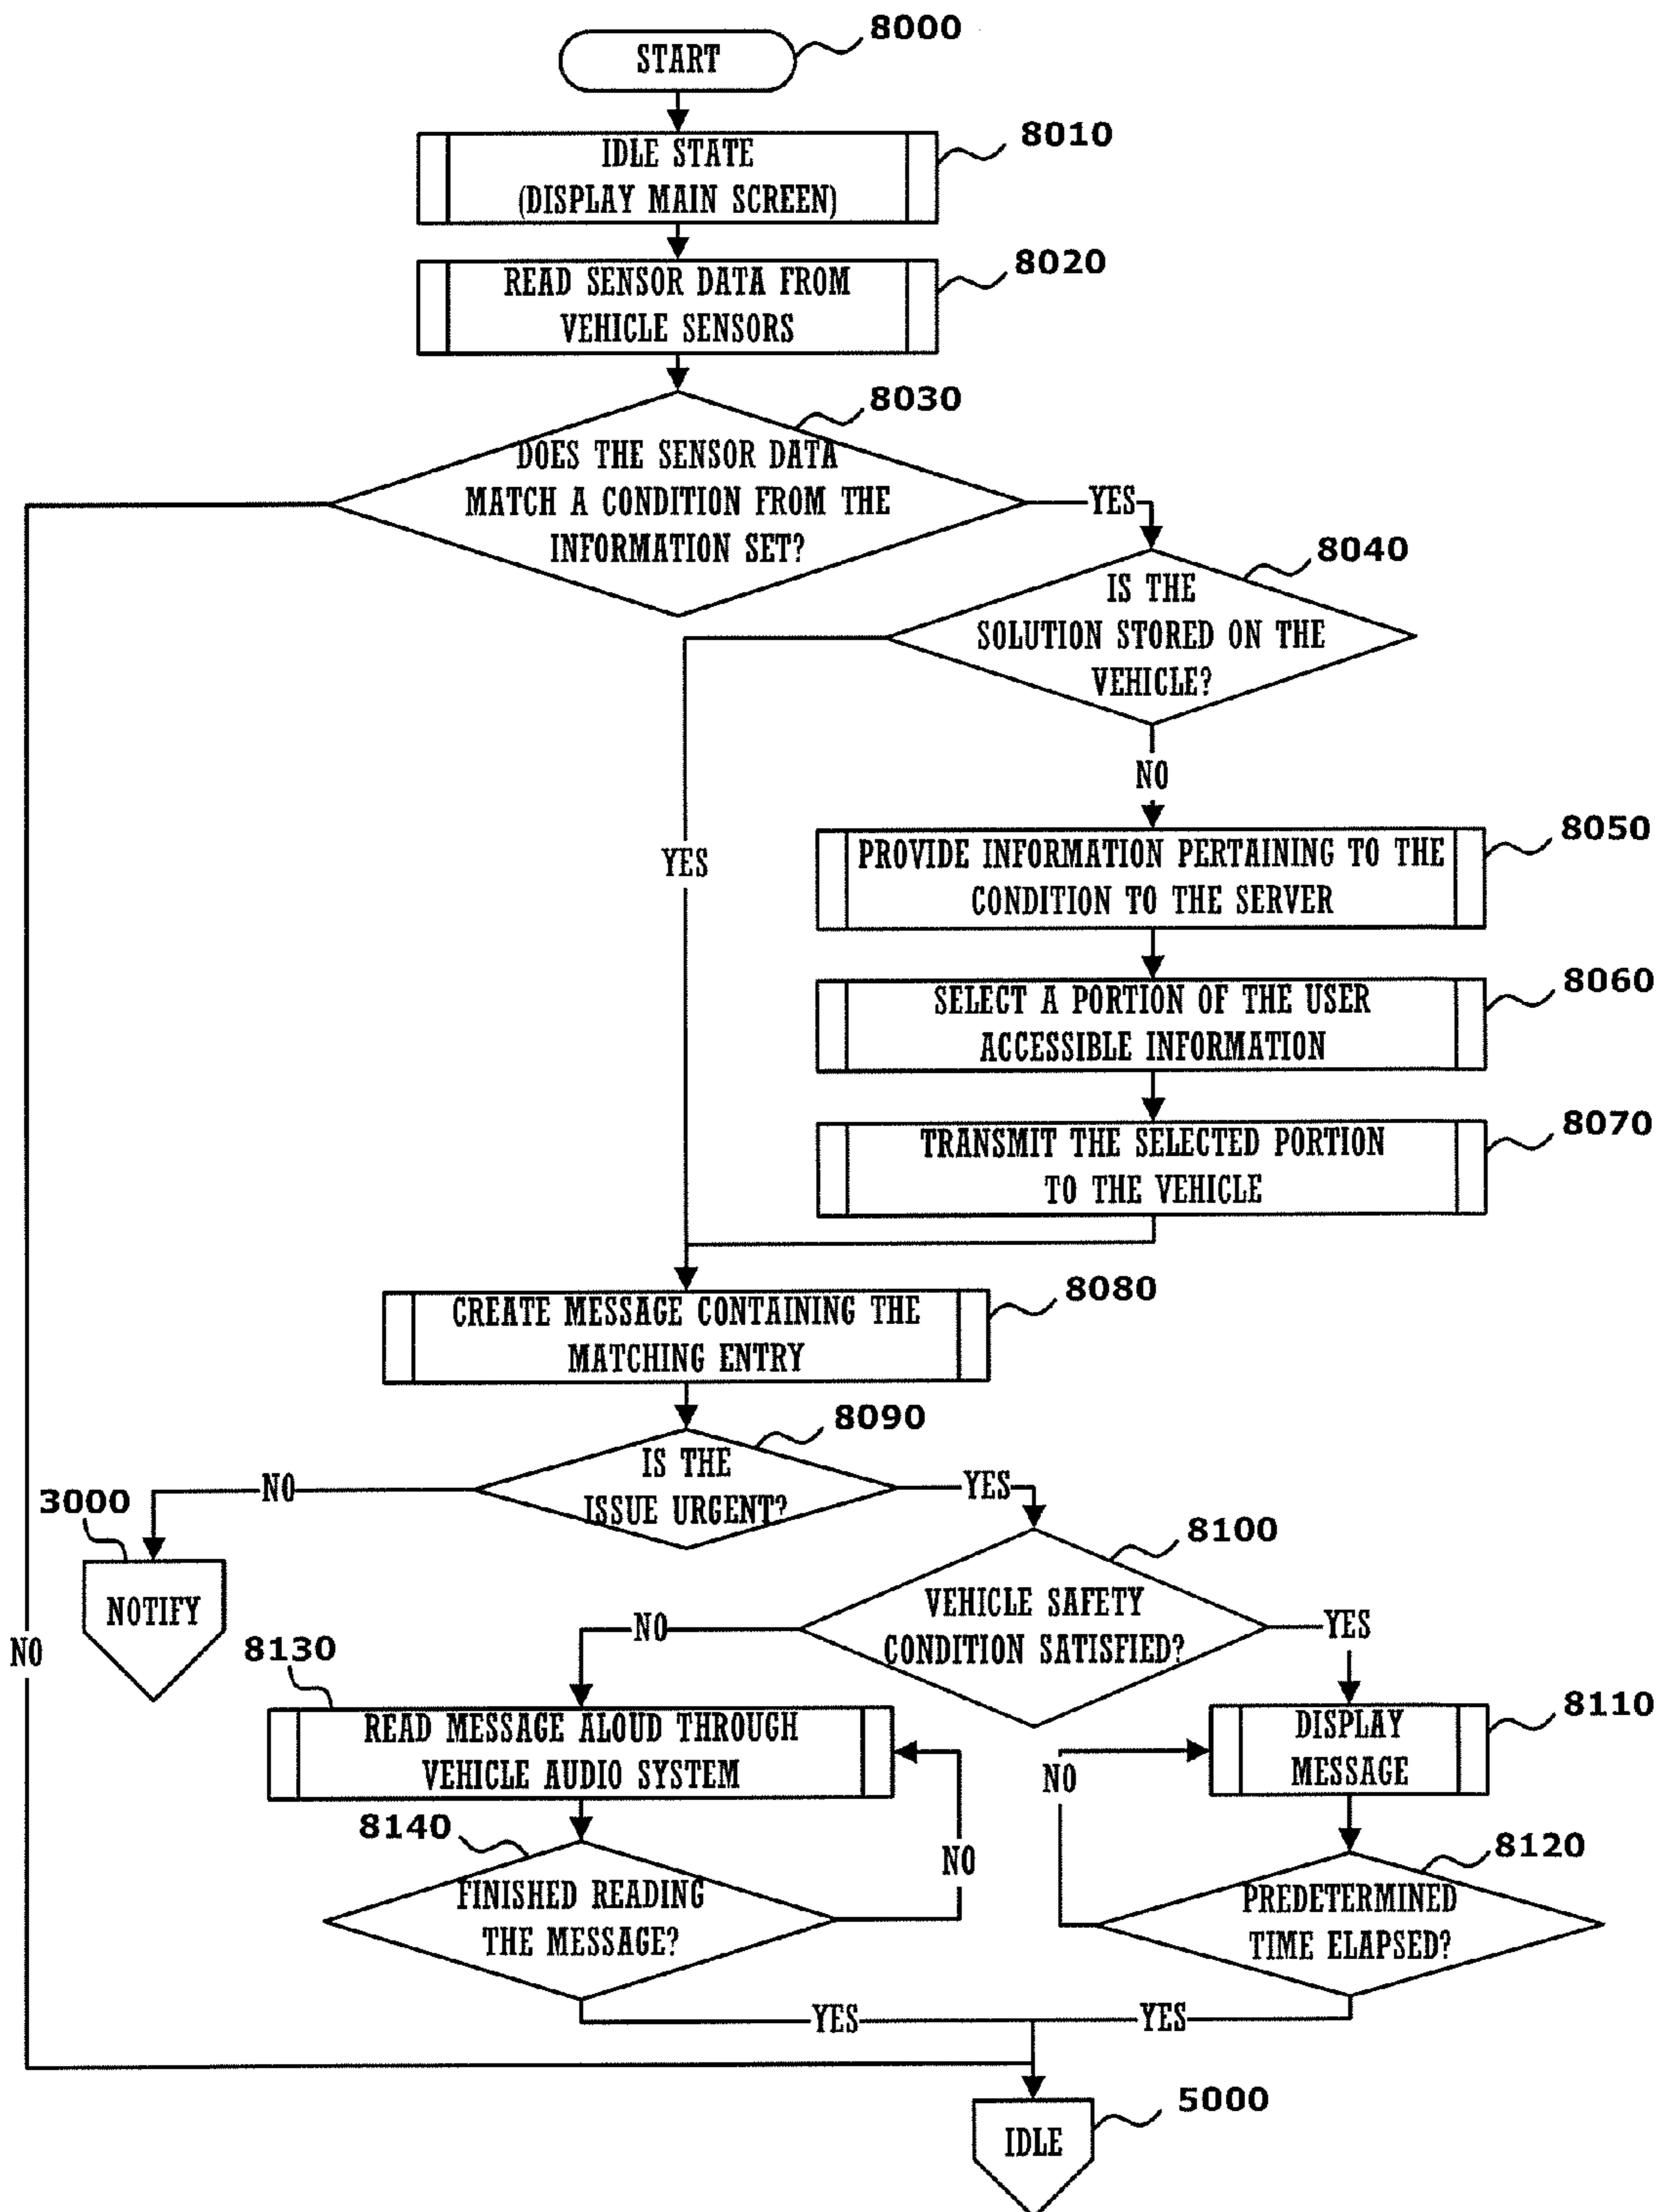 8000
START
8010
IDLE STATE
(DISPLAY MAIN SCREEN)
8020
READ SENSOR DATA FROM
VEHICLE SENSORS
8030
DOES THE SENSOR DATA
MATCH A CONDITION FROM THE
INFORMATION SET?
YES
8040
IS THE
SOLUTION STORED ON THE
VEHICLE?
NO
YES
8050
PROVIDE INFORMATION PERTAINING TO THE
CONDITION TO THE SERVER
8060
SELECT A PORTION OF THE USER
ACCESSIBLE INFORMATION
8070
TRANSMIT THE SELECTED PORTION
TO THE VEHICLE
8080
CREATE MESSAGE CONTAINING THE
MATCHING ENTRY
8090
IS THE
ISSUE URGENT?
NO
YES
3000
NOTIFY
8100
VEHICLE SAFETY
CONDITION SATISFIED?
NO
YES
NO
8130
READ MESSAGE ALOUD THROUGH
VEHICLE AUDIO SYSTEM
8110
DISPLAY
MESSAGE
NO
8140
FINISHED READING
THE MESSAGE?
NO
8120
PREDETERMINED
TIME ELAPSED?
YES
YES
5000
IDLE